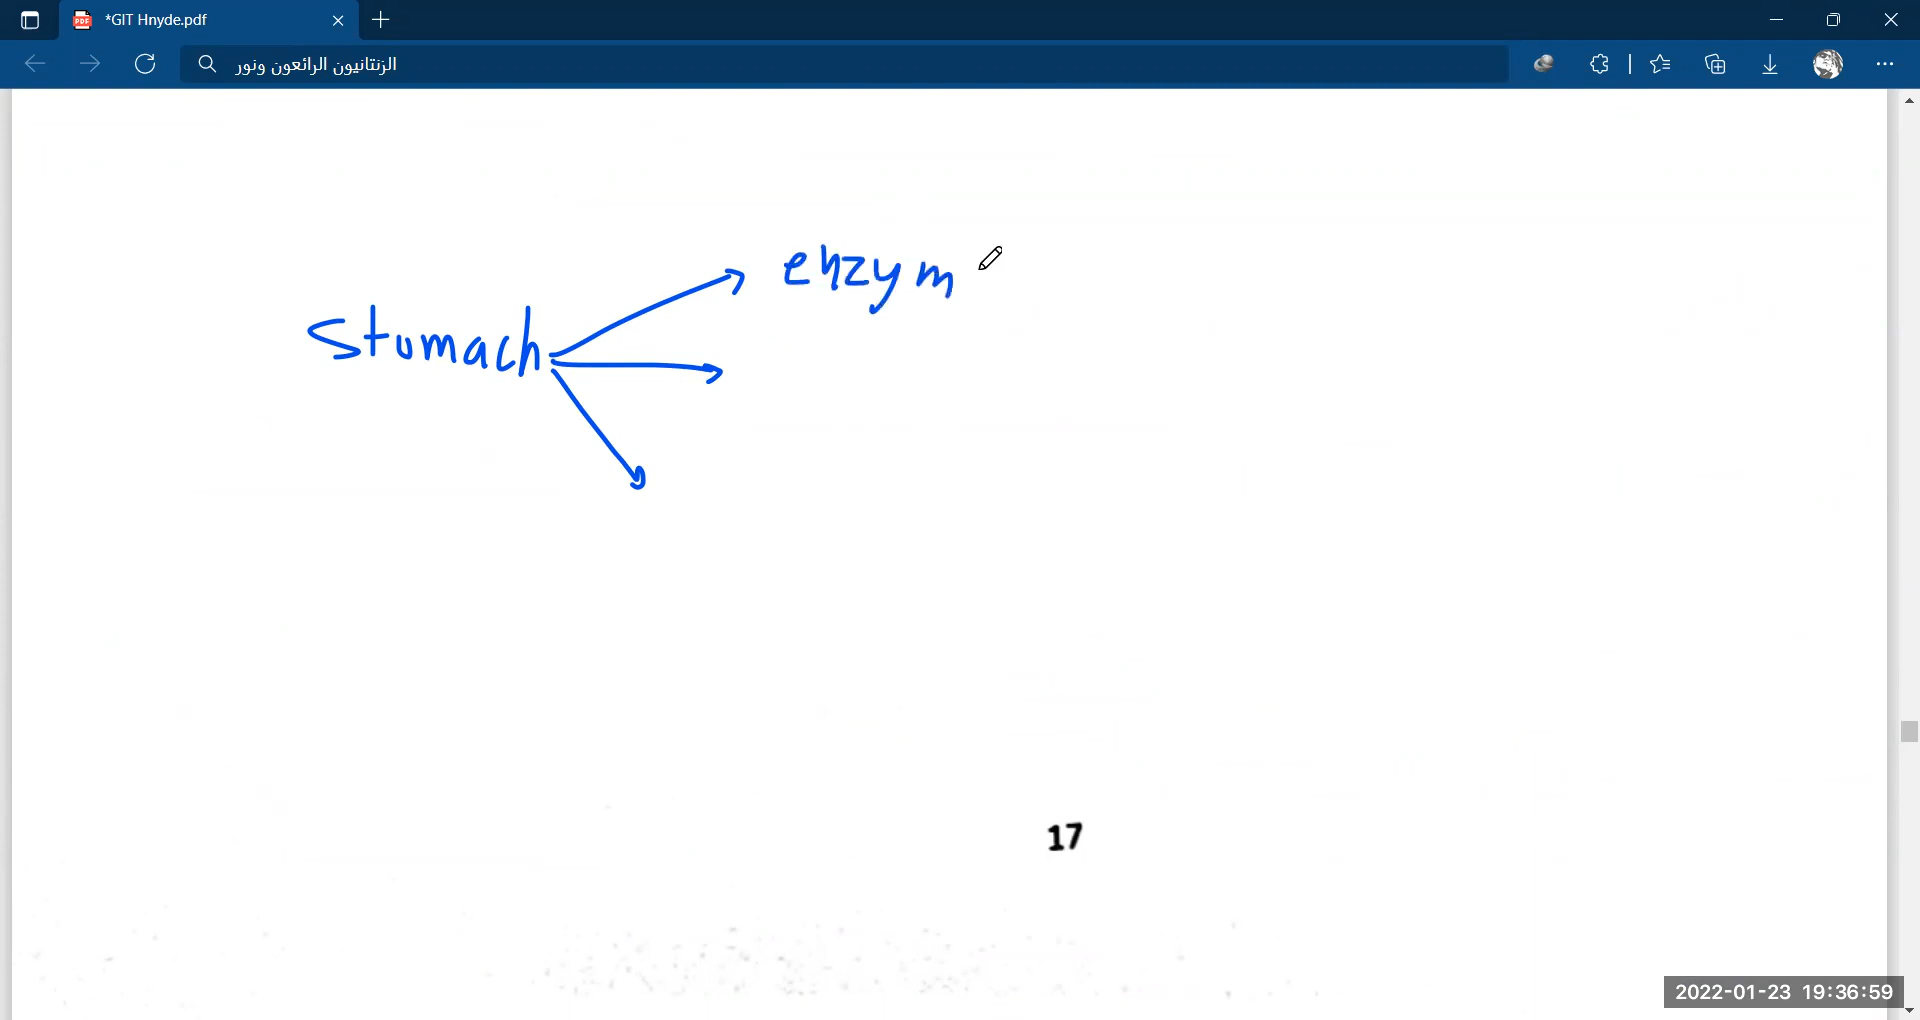 *GIT Hnyde.pdf
الزنتانيون الرائعون ونور
enzym
Stomach
17
2022-01-23 19:36:59